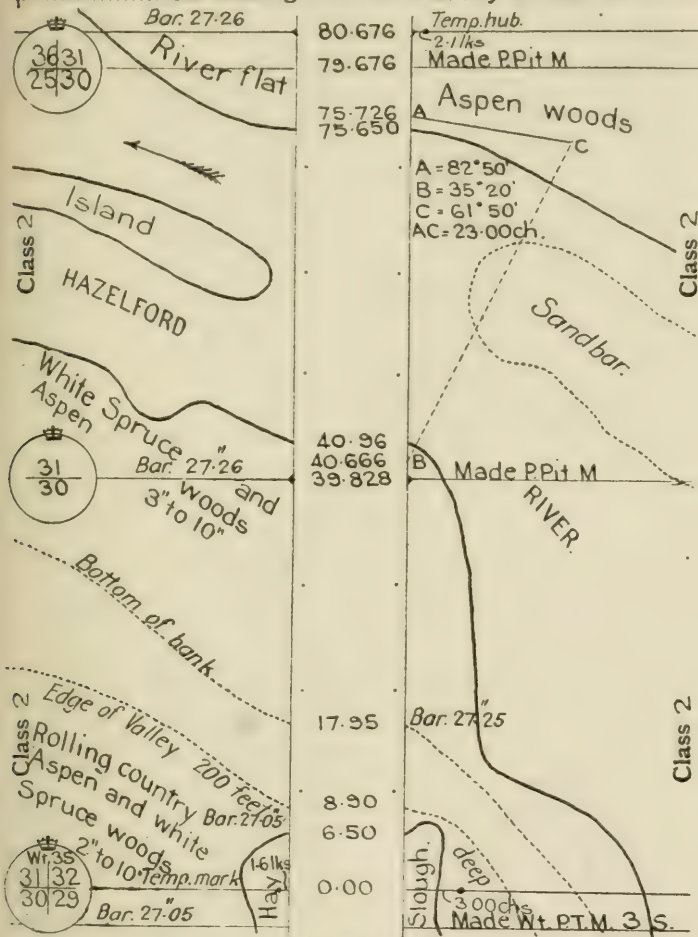 Bar. 27·26
80.676
Temp. hub.
2·1 lks
36 31
25 30
River flat
79.676
Made P.Pit M
Aspen woods
75·726 A
75·650
C
A = 82°50'
B = 35°20'
C = 61°50'
AC = 23·00 ch.
Island
Class 2
Class 2
HAZELFORD
Sandbar.
White Spruce and
Aspen woods
3" to 10"
40·96
31
30
Bar. 27·26"
40.666 B
39.828
Made P.Pit M
RIVER.
Bottom of bank
Edge of Valley 200 feet
17.95
Bar. 27·25"
Class 2
Class 2
Rolling country
Aspen and white
Spruce woods
2" to 10"
Bar. 27·05"
8.90
6.50
Wt. 3S
31 32
30 29
Temp. mark
1·6 lks
Hay
Slough.
deep
0.00
3.00 chs
Bar. 27·05
Made Wt. P.T.M. 3 S.